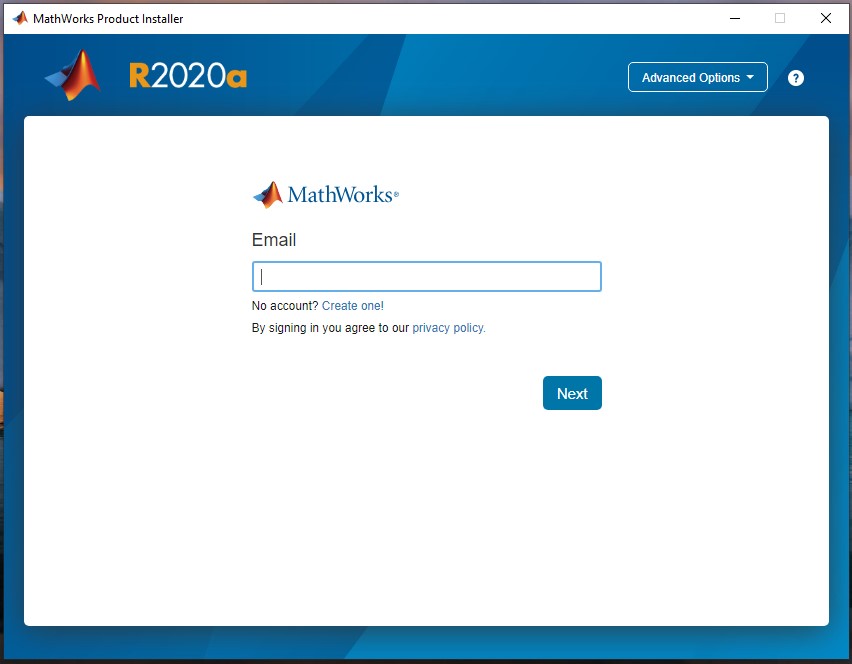 MathWorks Product Installer
R2020a
Advanced Options
?
MathWorks®
Email
No account? Create one!
By signing in you agree to our privacy policy.
Next